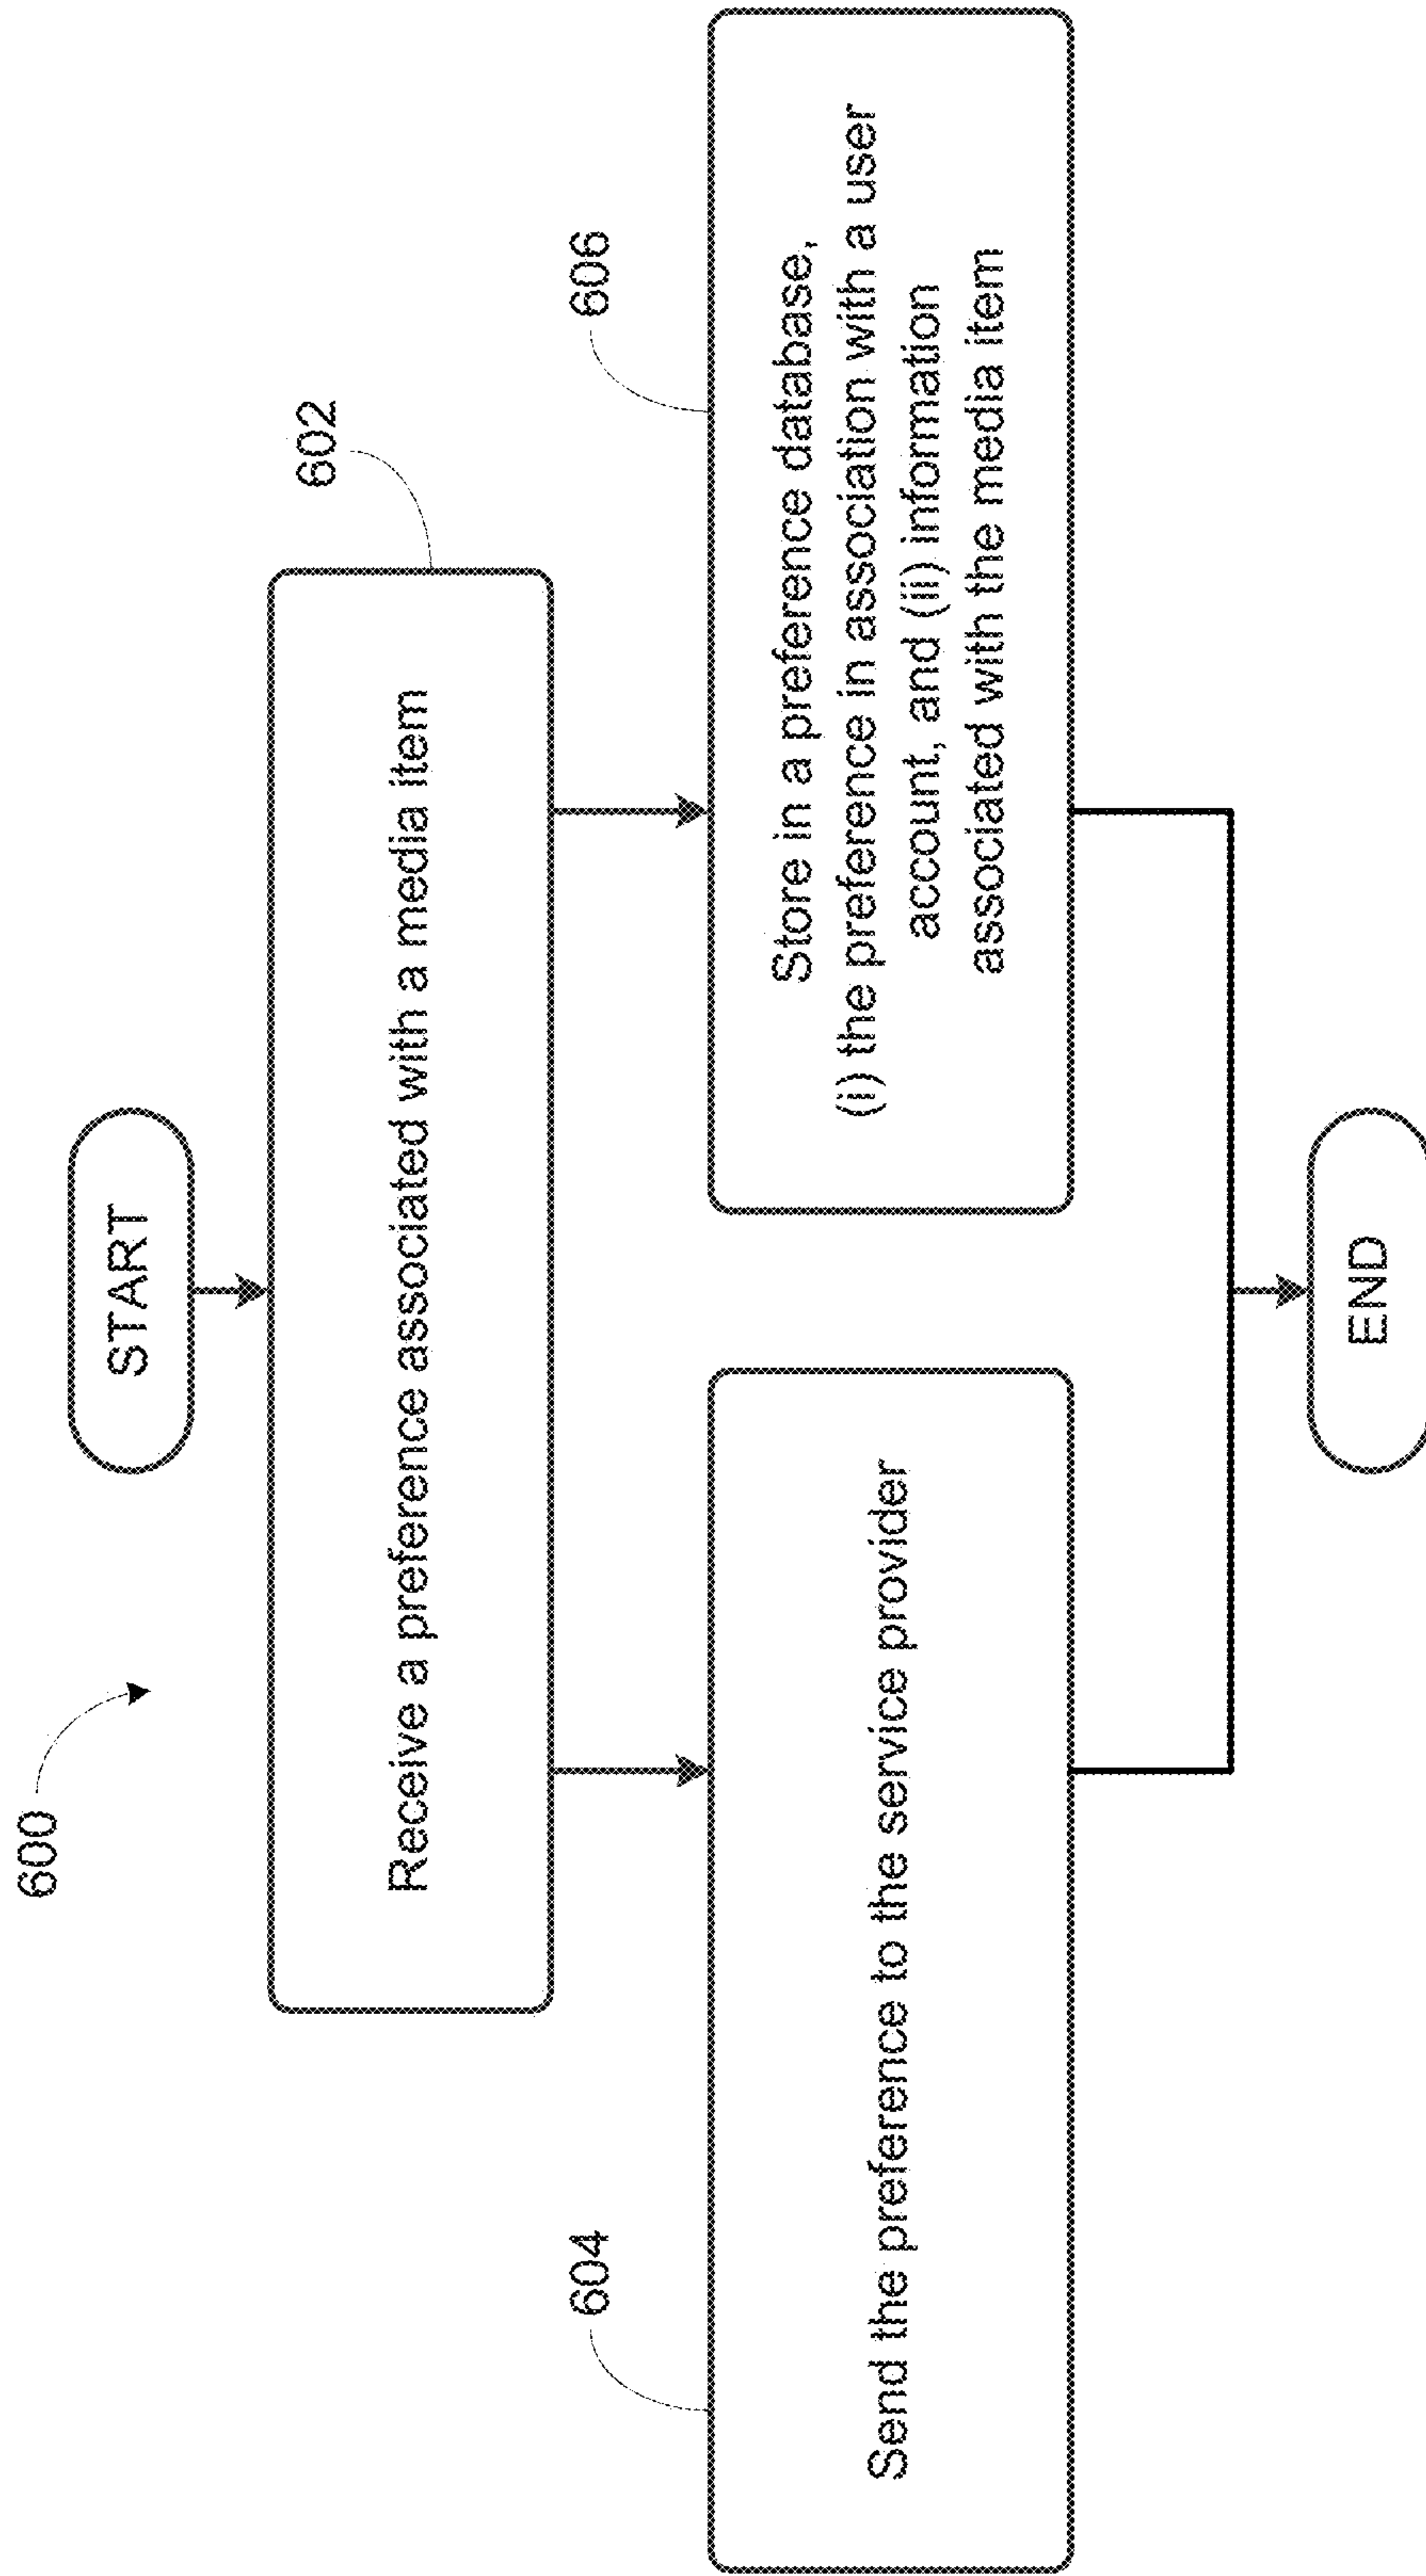 600
START
602
Receive a preference associated with a media item
604
Send the preference to the service provider
606
Store in a preference database,
(i) the preference in association with a user
account, and (ii) information
associated with the media item
END